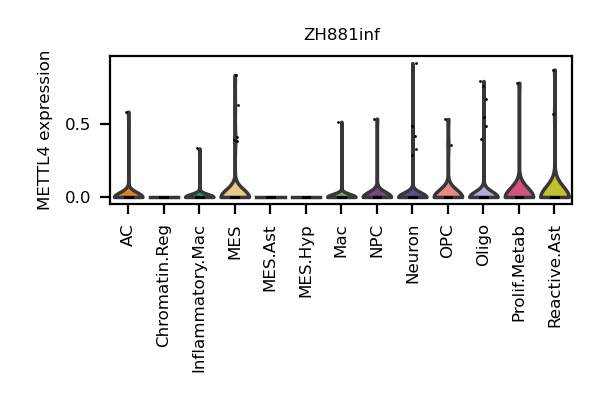 ZH881inf
METTL4 expression
0.5
0.0
AC
Chromatin.Reg
Inflammatory.Mac
MES
MES.Ast
MES.Hyp
Mac
NPC
Neuron
OPC
Oligo
Prolif.Metab
Reactive.Ast